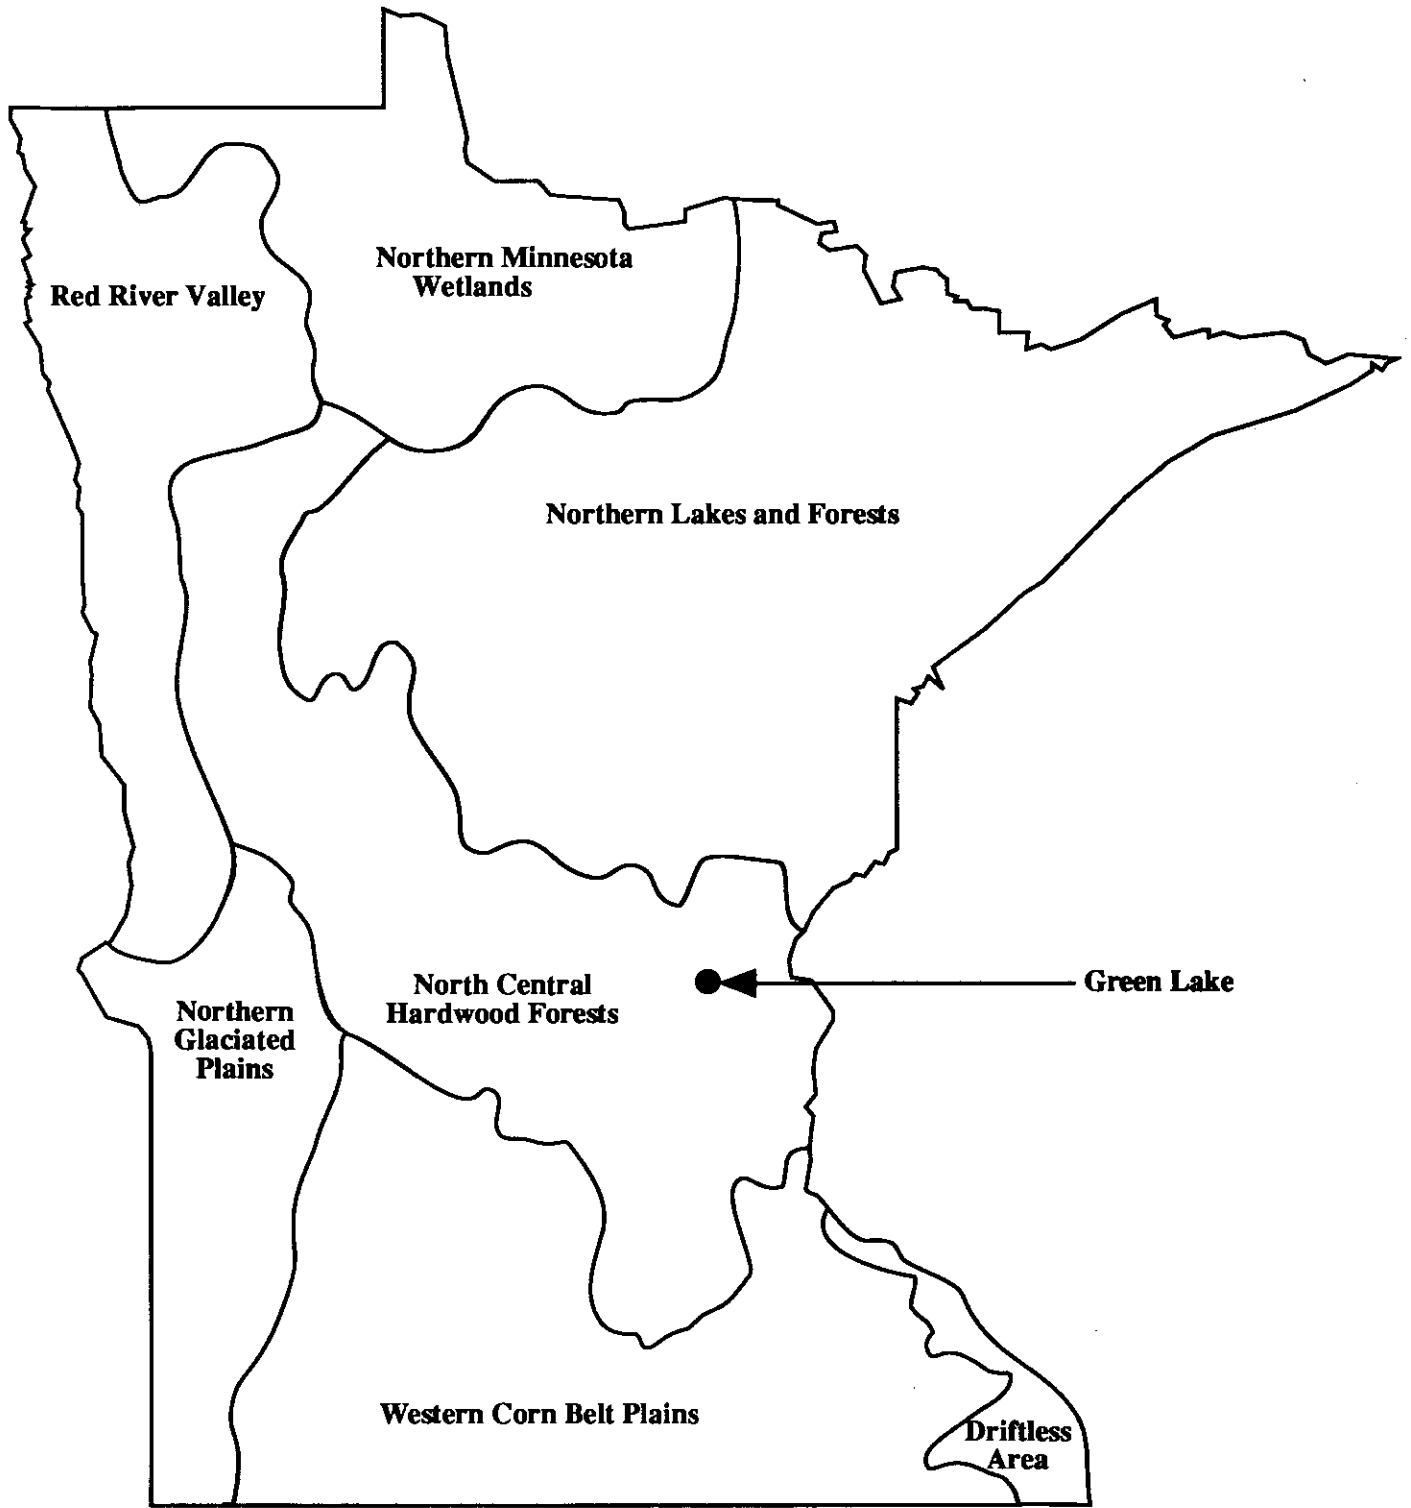 Northern Minnesota
Wetlands
Red River Valley
Northern Lakes and Forests
North Central
Hardwood Forests
Green Lake
Northern
Glaciated
Plains
Western Corn Belt Plains
Driftless
Area